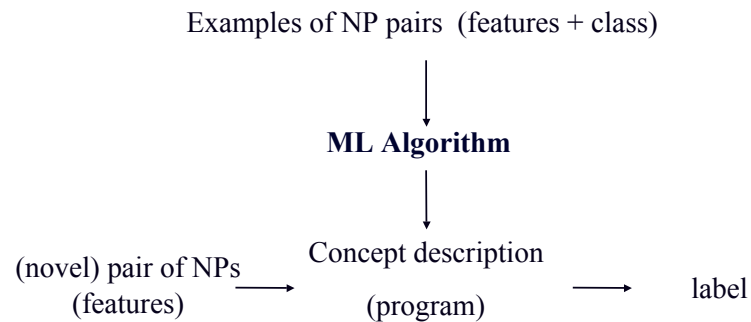 Examples of NP pairs (features + class)
ML Algorithm
(novel) pair of NPs
(features)
Concept description
(program)
label